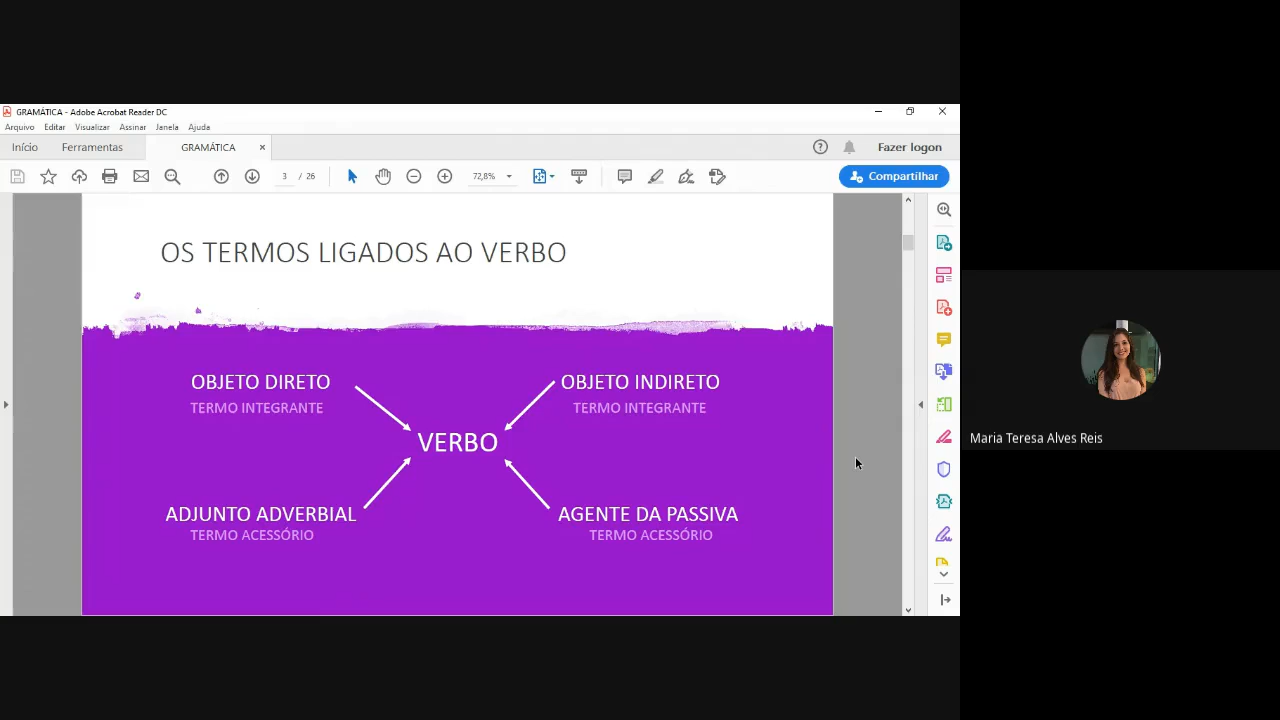 GRAMÁTICA - Adobe Acrobat Reader DC
Arquivo Editar Visualizar Assinar Janela Ajuda
Início Ferramentas GRAMÁTICA × Fazer logon
3 / 26 72,8% Compartilhar
OS TERMOS LIGADOS AO VERBO
OBJETO DIRETO OBJETO INDIRETO
TERMO INTEGRANTE TERMO INTEGRANTE
VERBO
Maria Teresa Alves Reis
ADJUNTO ADVERBIAL AGENTE DA PASSIVA
TERMO ACESSÓRIO TERMO ACESSÓRIO